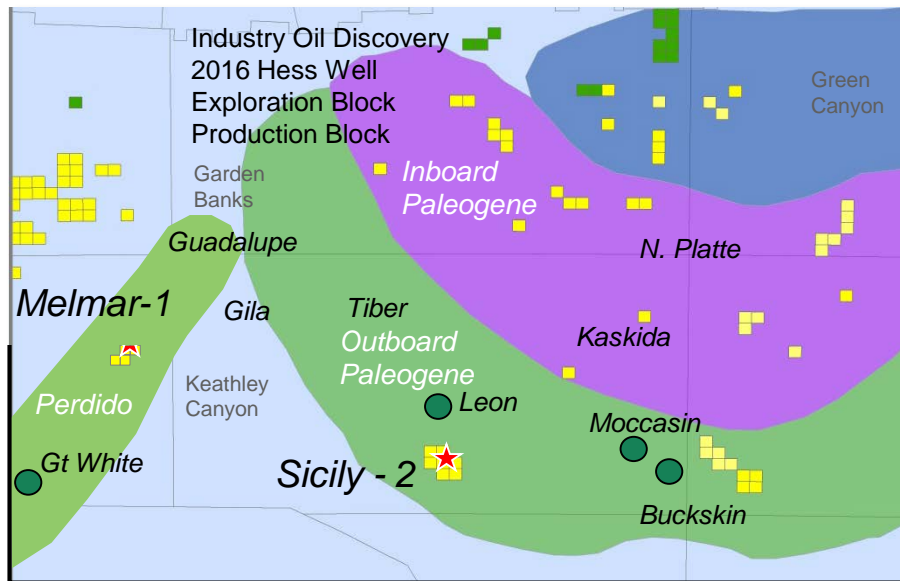 Industry Oil Discovery
2016 Hess Well
Exploration Block
Production Block
Green
Canyon
Garden
Banks
Inboard
Paleogene
Guadalupe
N. Platte
Melmar-1
Gila
Tiber
Outboard
Paleogene
Kaskida
Keathley
Canyon
Perdido
Leon
Moccasin
Gt White
Sicily - 2
Buckskin